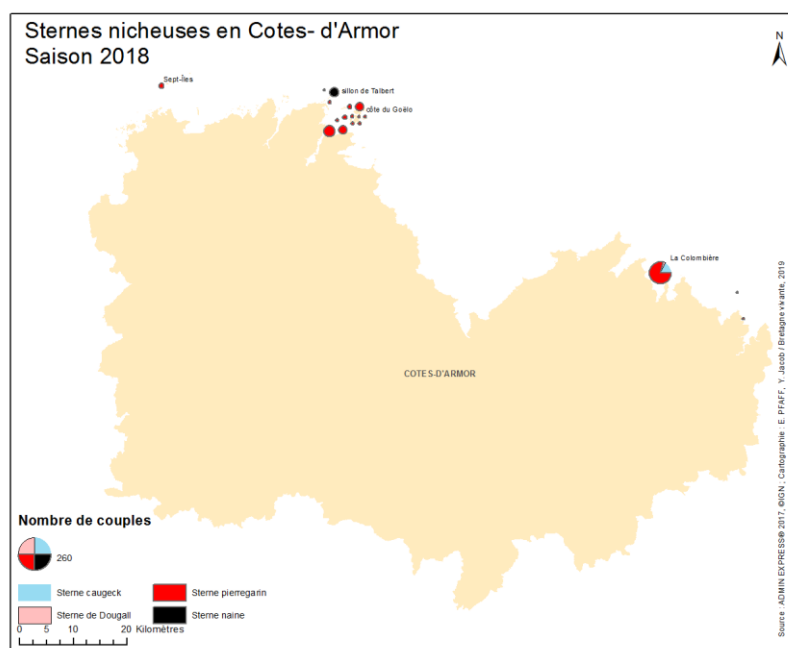 Sternes nicheuses en Cotes- d'Armor
Saison 2018
N
Sept-Îles
sillon de Talbert
côte du Goëlo
La Colombière
COTES-D'ARMOR
Nombre de couples
260
Sterne caugeck
Sterne pierregarin
Sterne de Dougall
Sterne naine
0 5 10 20 Kilomètres
Source : ADMIN EXPRESS® 2017, ©IGN , Cartographie : E. PFAFF, Y. Jacob / Bretagne vivante, 2019